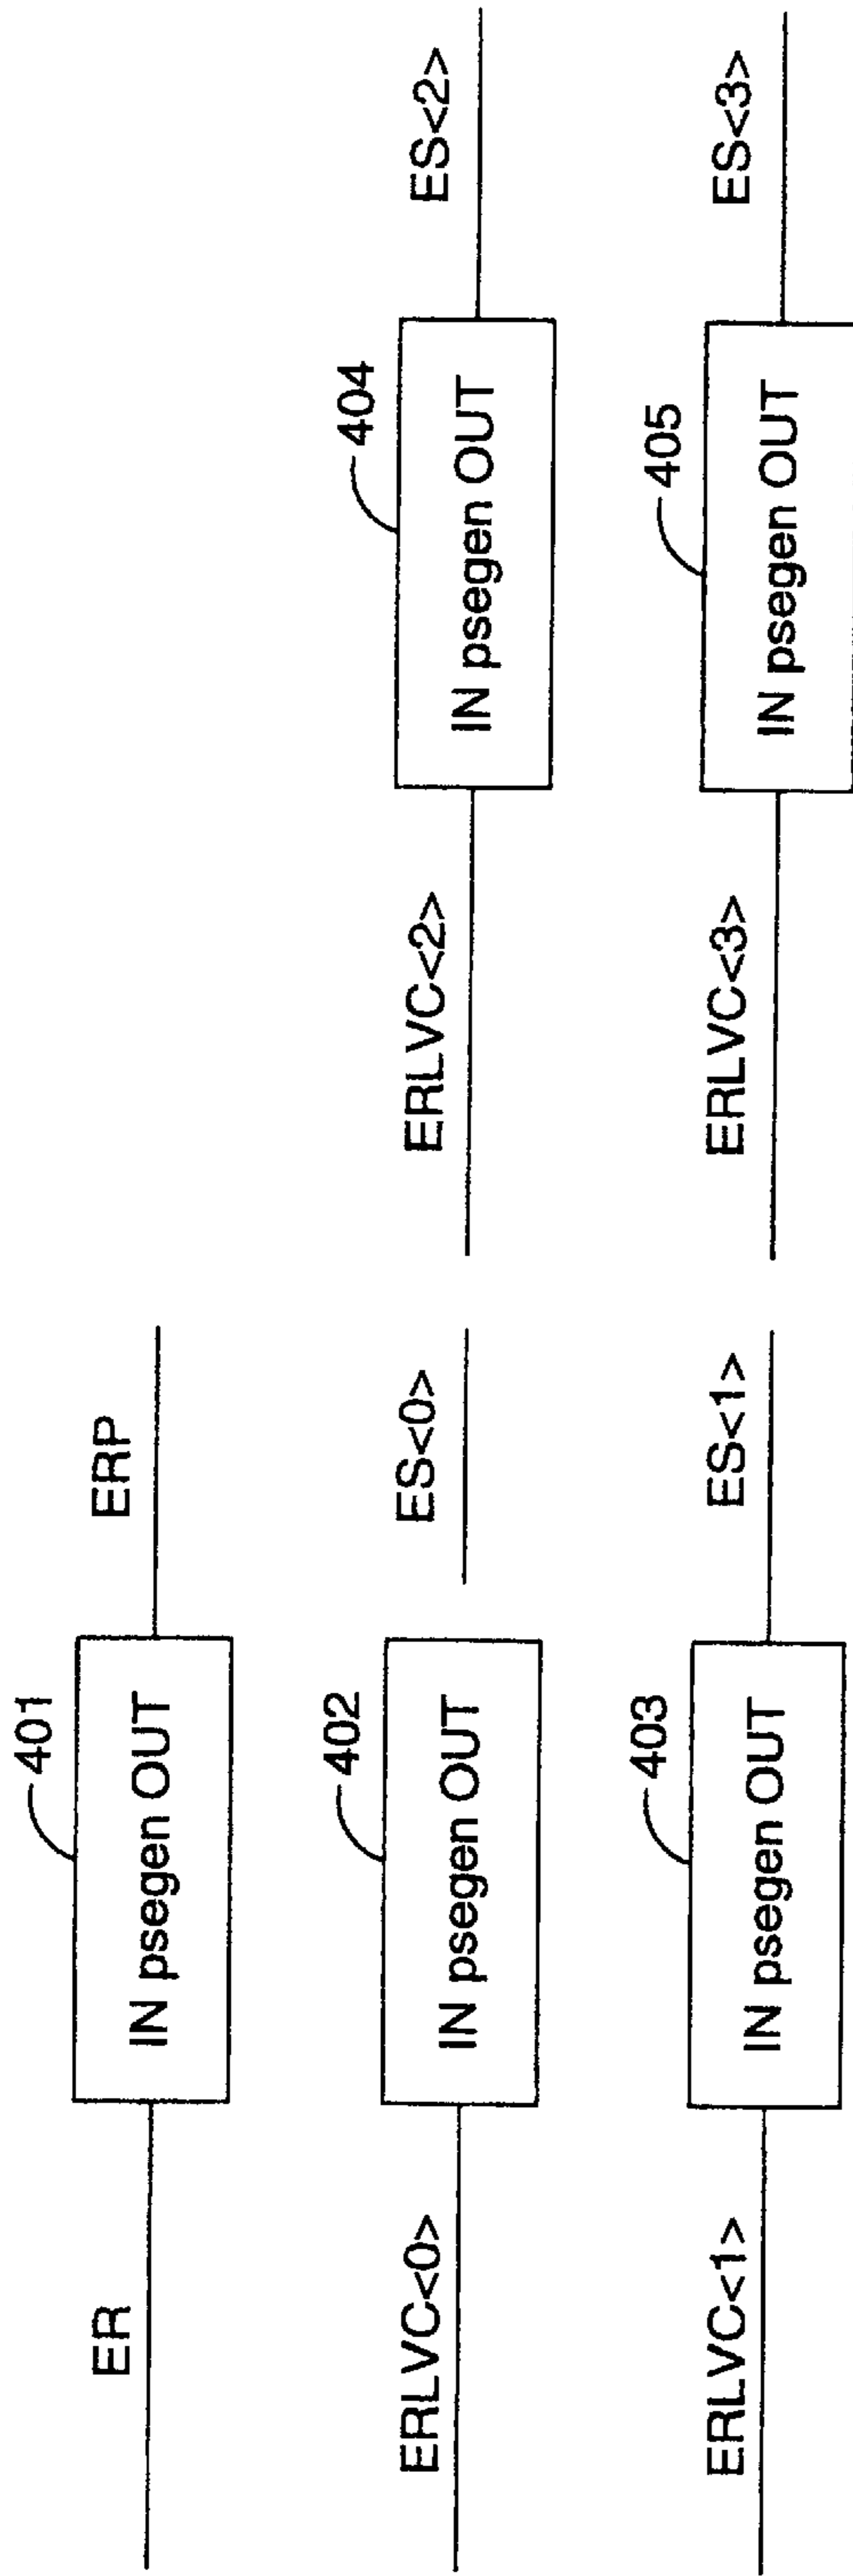 401
ER
IN psegen OUT
ERP
402
ERLVC<0>
IN psegen OUT
ES<0>
403
ERLVC<1>
IN psegen OUT
ES<1>
404
ERLVC<2>
IN psegen OUT
ES<2>
405
ERLVC<3>
IN psegen OUT
ES<3>